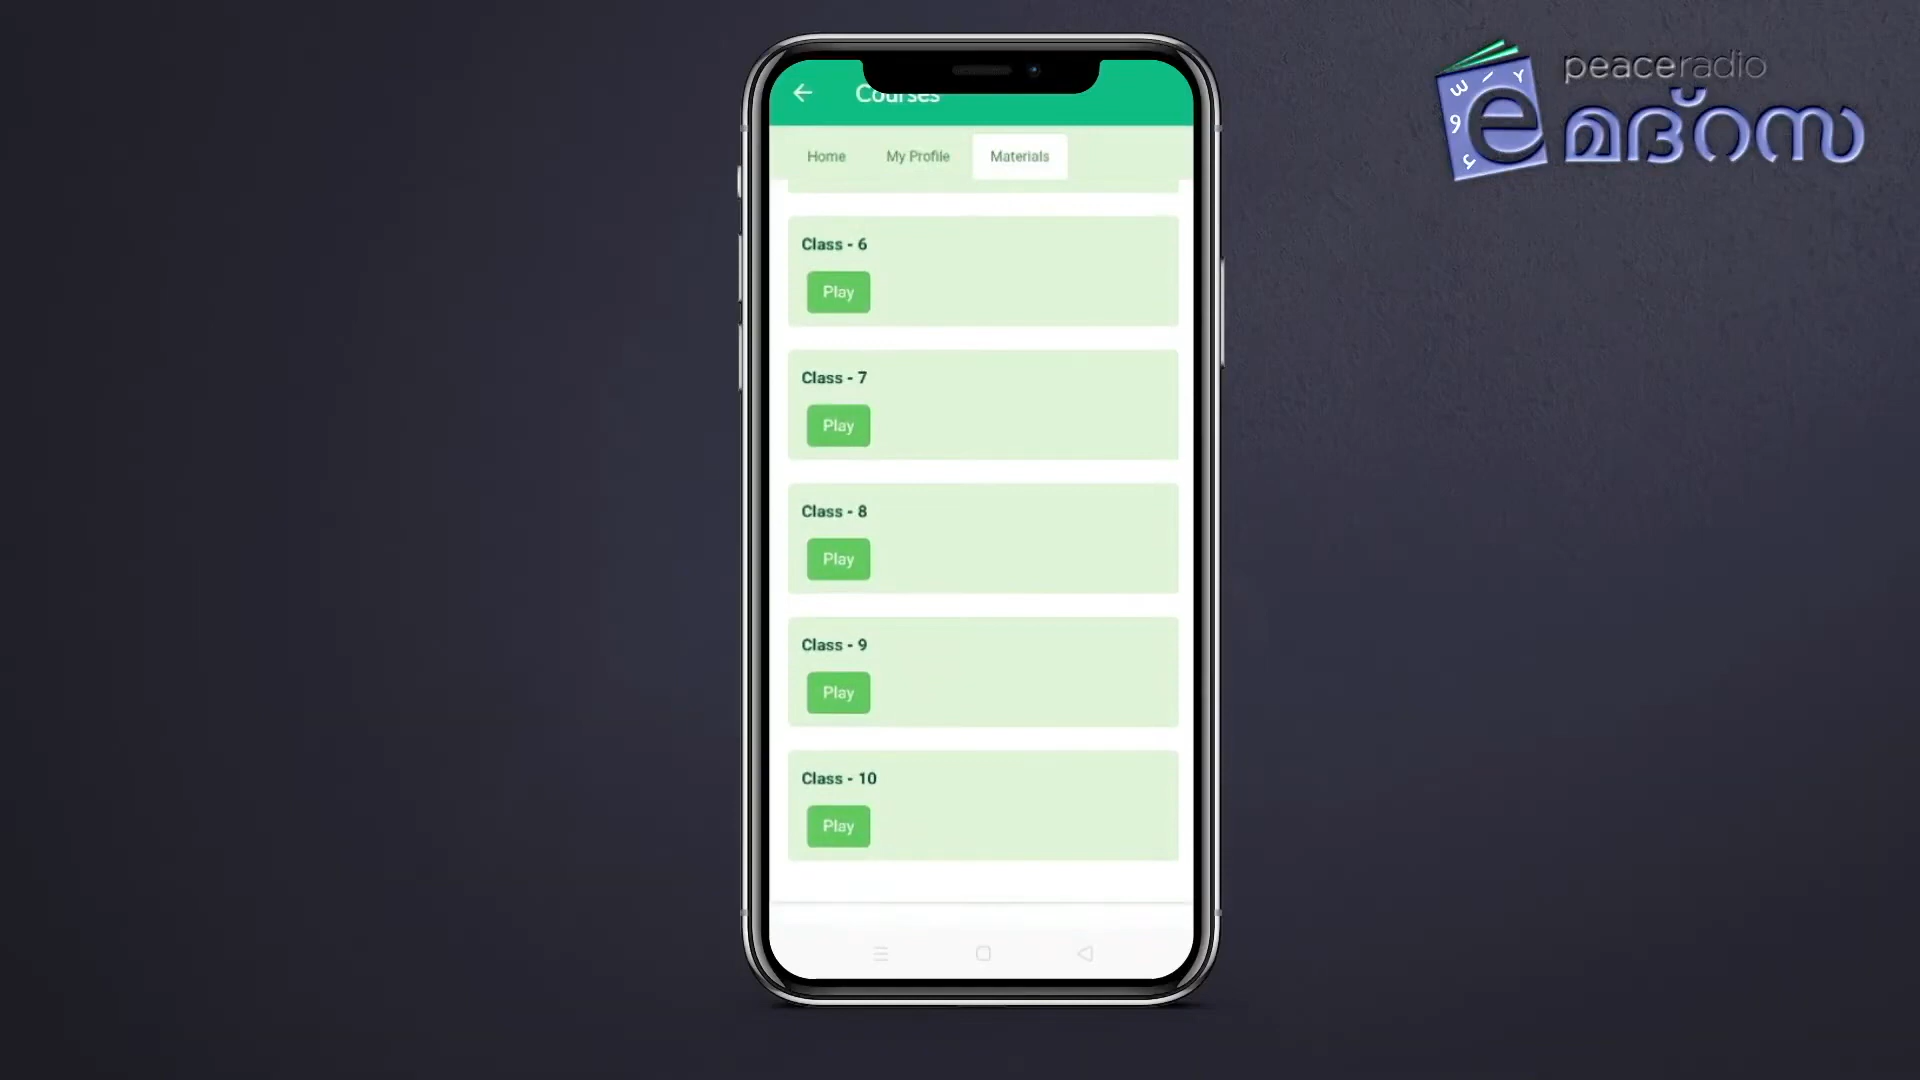 Courses
Home
My Profile
Materials
Class - 6
Play
Class - 7
Play
Class - 8
Play
Class - 9
Play
Class - 10
Play
peaceradio
e മദ്റസ